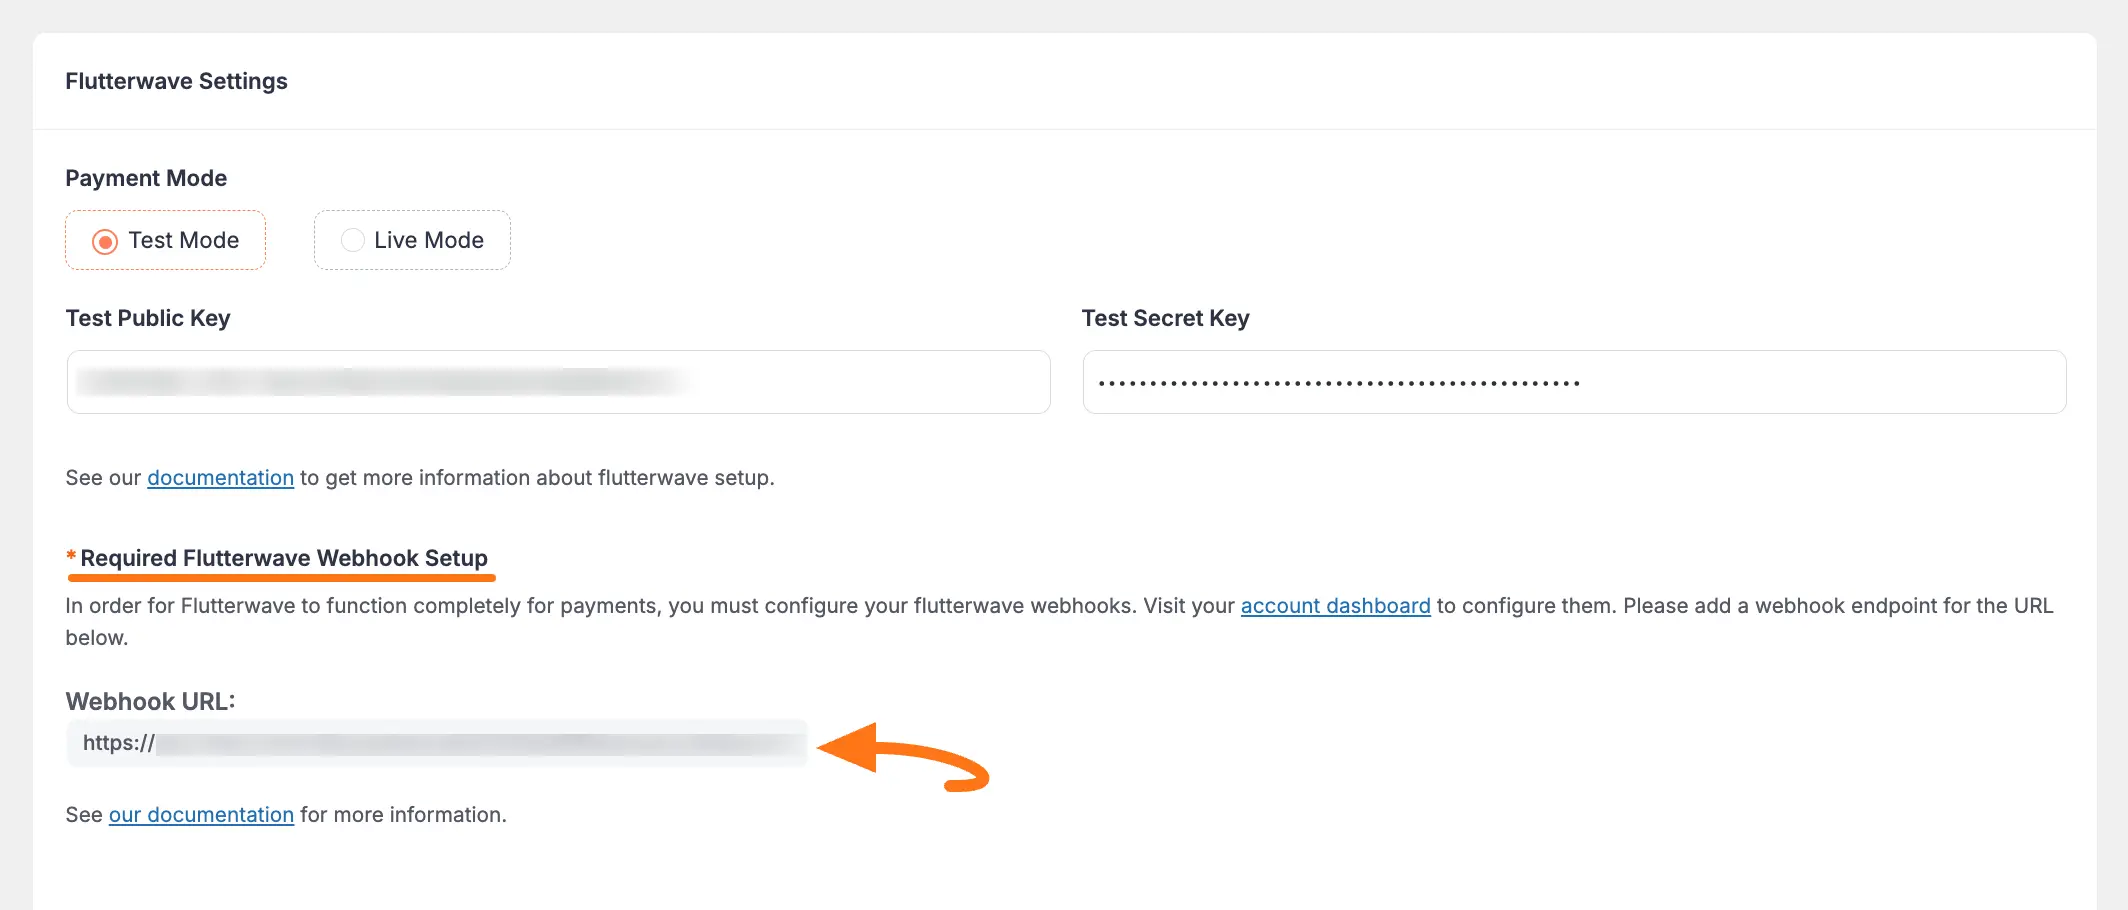 Flutterwave Settings
Payment Mode
Test Mode
Live Mode
Test Public Key
Test Secret Key
See our documentation to get more information about flutterwave setup.
*Required Flutterwave Webhook Setup
In order for Flutterwave to function completely for payments, you must configure your flutterwave webhooks. Visit your account dashboard to configure them. Please add a webhook endpoint for the URL
below.
Webhook URL:
https://
See our documentation for more information.